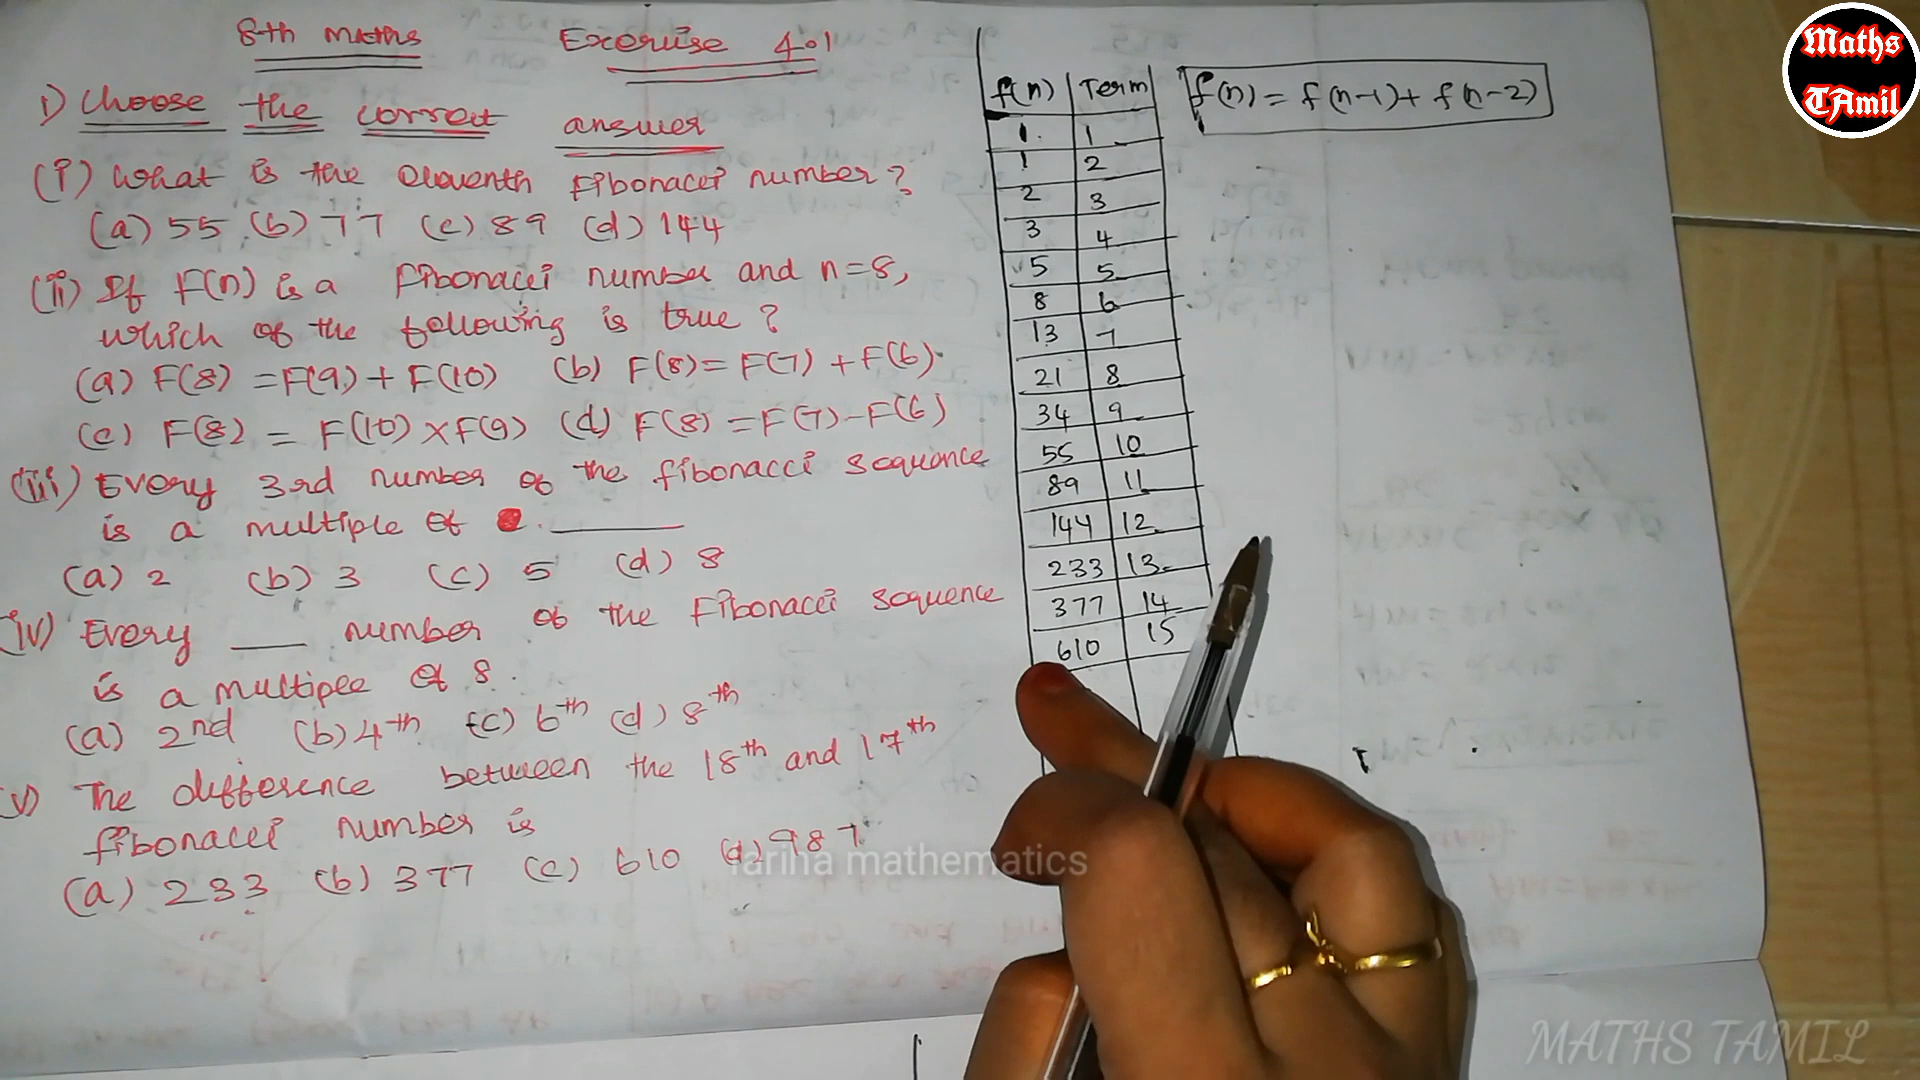 8th maths Exercise 4.1
1) Choose the correct answer
(i) What is the eleventh Fibonacci number?
(a) 55 (b) 77 (c) 89 (d) 144
(ii) If F(n) is a Fibonacci number and n=8,
which of the following is true?
(a) F(8) = F(9) + F(10) (b) F(8) = F(7) + F(6)
(c) F(8) = F(10) × F(9) (d) F(8) = F(7) - F(6)
(iii) Every 3rd number of the fibonacci sequence
is a multiple of ______
(a) 2 (b) 3 (c) 5 (d) 8
(iv) Every ___ number of the Fibonacci sequence
is a multiple of 8.
(a) 2nd (b) 4th (c) 6th (d) 8th
v) The difference between the 18th and 17th
fibonacci number is
(a) 233 (b) 377 (c) 610 (d) 987
f(n) Term
1 1
1 2
2 3
3 4
5 5
8 6
13 7
21 8
34 9
55 10
89 11
144 12
233 13
377 14
610 15
f(n) = f(n-1) + f(n-2)
Maths
TAmil
fariha mathematics
MATHS TAMIL